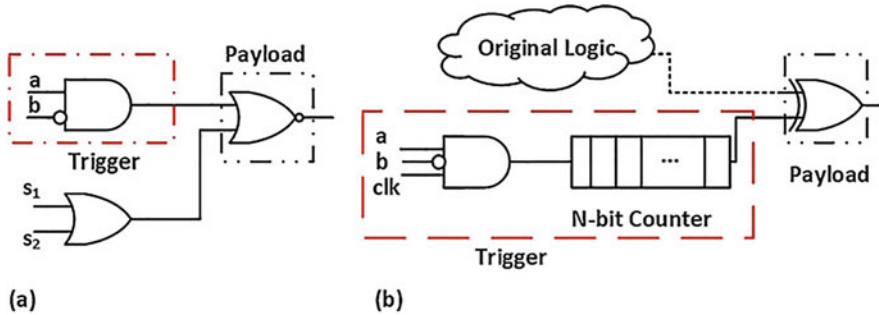 Payload
a
b
Trigger
s1
s2
(a)
Original Logic
a
b
clk
...
N-bit Counter
Payload
Trigger
(b)